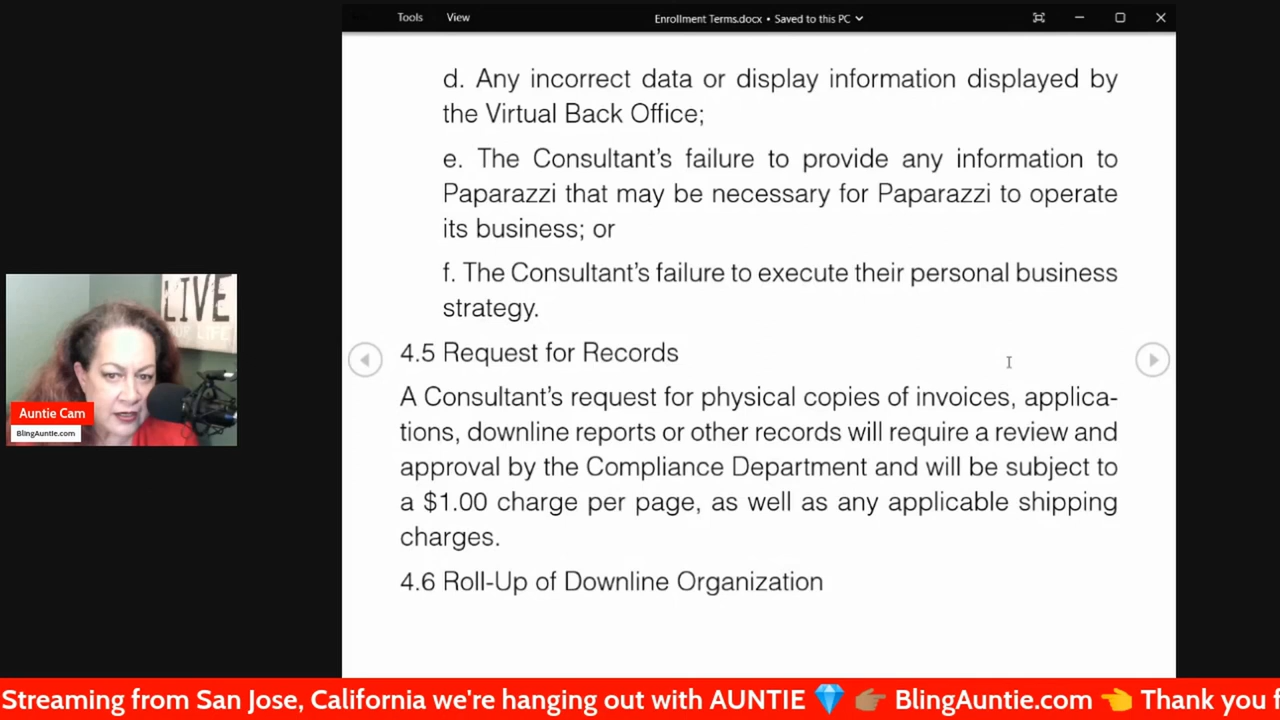 Tools View Enrollment Terms.docx • Saved to this PC
d. Any incorrect data or display information displayed by
the Virtual Back Office;
e. The Consultant's failure to provide any information to
Paparazzi that may be necessary for Paparazzi to operate
its business; or
f. The Consultant's failure to execute their personal business
strategy.
4.5 Request for Records
A Consultant's request for physical copies of invoices, applica-
tions, downline reports or other records will require a review and
approval by the Compliance Department and will be subject to
a $1.00 charge per page, as well as any applicable shipping
charges.
4.6 Roll-Up of Downline Organization
LIVE
YOUR LIFE
Auntie Cam
BlingAuntie.com
Streaming from San Jose, California we're hanging out with AUNTIE 💎 👉🏽 BlingAuntie.com 👈 Thank you f